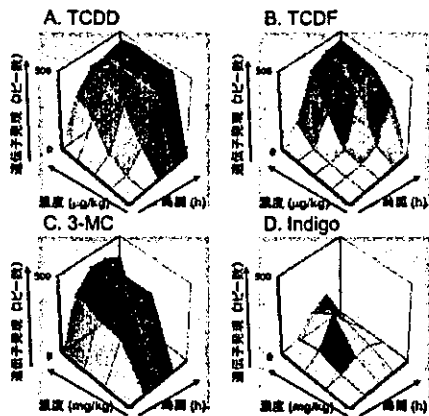 A. TCDD
遺伝子発現 (コピー数)
500
0
濃度 (μg/kg)
時間 (h)
B. TCDF
遺伝子発現 (コピー数)
500
0
濃度 (μg/kg)
時間 (h)
C. 3-MC
遺伝子発現 (コピー数)
500
0
濃度 (mg/kg)
時間 (h)
D. Indigo
遺伝子発現 (コピー数)
500
0
濃度 (mg/kg)
時間 (h)